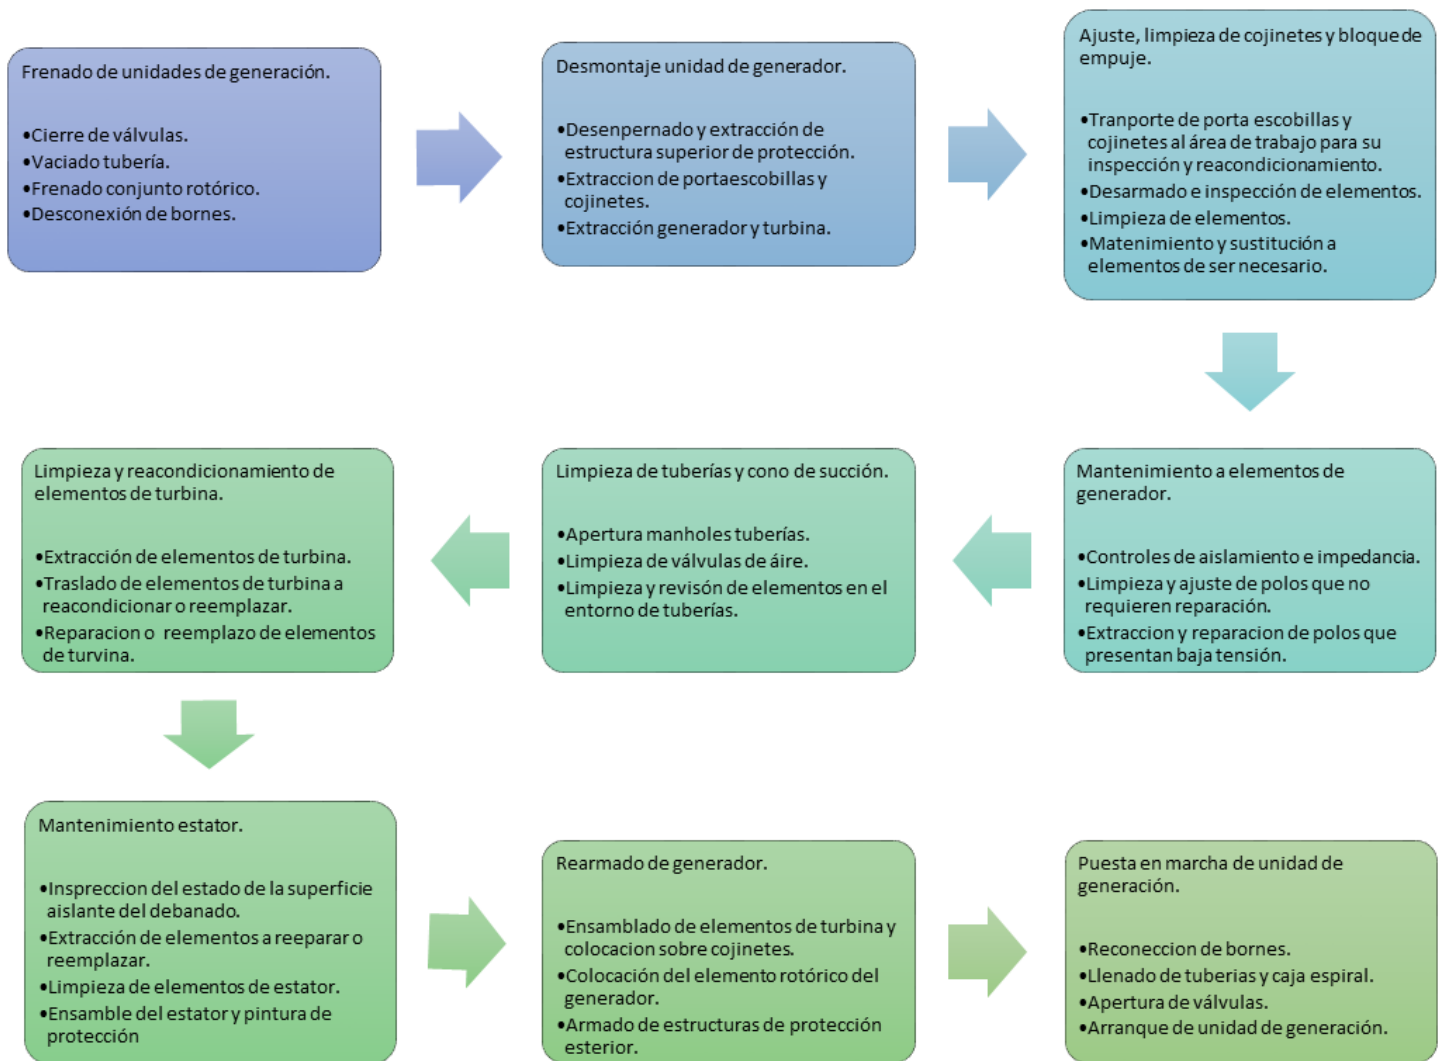 Frenado de unidades de generación.
•Cierre de válvulas.
•Vaciado tubería.
•Frenado conjunto rotórico.
•Desconexión de bornes.
Desmontaje unidad de generador.
•Desenpernado y extracción de
estructura superior de protección.
•Extraccion de portaescobillas y
cojinetes.
•Extracción generador y turbina.
Ajuste, limpieza de cojinetes y bloque de
empuje.
•Tranporte de porta escobillas y
cojinetes al área de trabajo para su
inspección y reacondicionamiento.
•Desarmado e inspección de elementos.
•Limpieza de elementos.
•Matenimiento y sustitución a
elementos de ser necesario.
Mantenimiento a elementos de
generador.
•Controles de aislamiento e impedancia.
•Limpieza y ajuste de polos que no
requieren reparación.
•Extraccion y reparacion de polos que
presentan baja tensión.
Limpieza de tuberías y cono de succión.
•Apertura manholes tuberías.
•Limpieza de válvulas de áire.
•Limpieza y revisón de elementos en el
entorno de tuberías.
Limpieza y reacondicionamiento de
elementos de turbina.
•Extracción de elementos de turbina.
•Traslado de elementos de turbina a
reacondicionar o reemplazar.
•Reparacion o reemplazo de elementos
de turvina.
Mantenimiento estator.
•Inspreccion del estado de la superficie
aislante del debanado.
•Extracción de elementos a reeparar o
reemplazar.
•Limpieza de elementos de estator.
•Ensamble del estator y pintura de
protección
Rearmado de generador.
•Ensamblado de elementos de turbina y
colocacion sobre cojinetes.
•Colocación del elemento rotórico del
generador.
•Armado de estructuras de protección
esterior.
Puesta en marcha de unidad de
generación.
•Reconeccion de bornes.
•Llenado de tuberias y caja espiral.
•Apertura de válvulas.
•Arranque de unidad de generación.